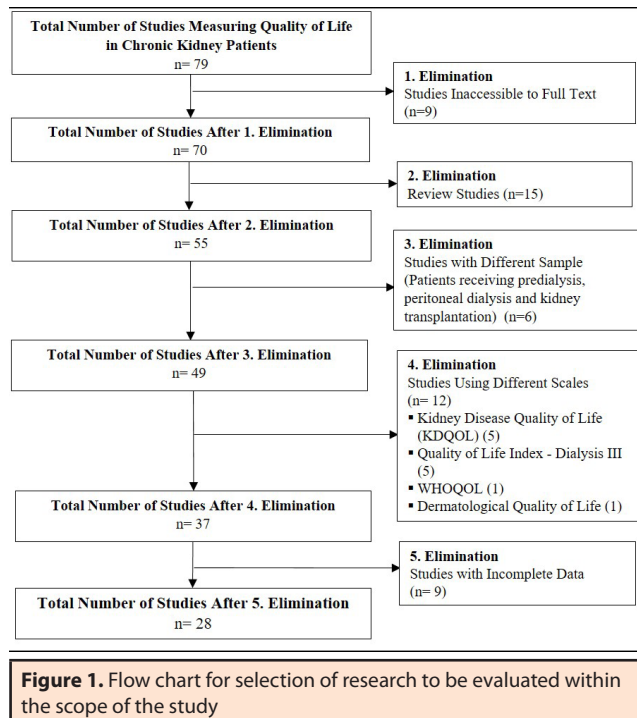 Total Number of Studies Measuring Quality of Life
in Chronic Kidney Patients
n= 79
1. Elimination
Studies Inaccessible to Full Text
(n=9)
Total Number of Studies After 1. Elimination
n= 70
2. Elimination
Review Studies (n=15)
Total Number of Studies After 2. Elimination
n= 55
3. Elimination
Studies with Different Sample
(Patients receiving predialysis,
peritoneal dialysis and kidney
transplantation) (n=6)
Total Number of Studies After 3. Elimination
n= 49
4. Elimination
Studies Using Different Scales
(n= 12)
▪ Kidney Disease Quality of Life
(KDQOL) (5)
▪ Quality of Life Index - Dialysis III
(5)
▪ WHOQOL (1)
▪ Dermatological Quality of Life (1)
Total Number of Studies After 4. Elimination
n= 37
5. Elimination
Studies with Incomplete Data
(n= 9)
Total Number of Studies After 5. Elimination
n= 28
Figure 1. Flow chart for selection of research to be evaluated within
the scope of the study